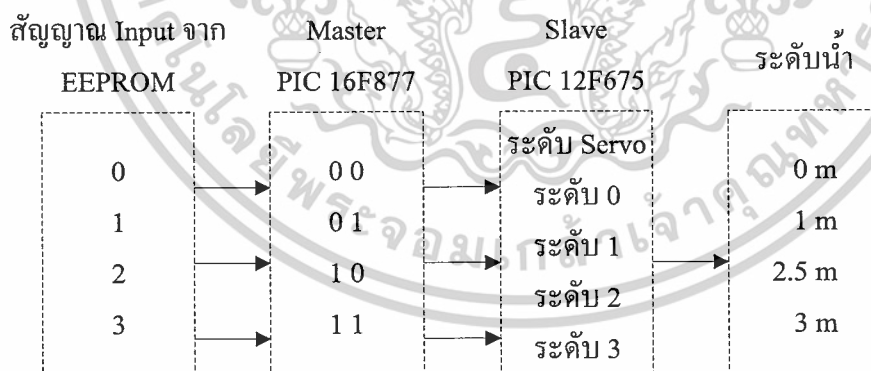 สัญญาณ Input จาก
EEPROM
Master
PIC 16F877
Slave
PIC 12F675
ระดับน้ำ
ระดับ Servo
0
0 0
ระดับ 0
0 m
1
0 1
ระดับ 1
1 m
2
1 0
ระดับ 2
2.5 m
3
1 1
ระดับ 3
3 m